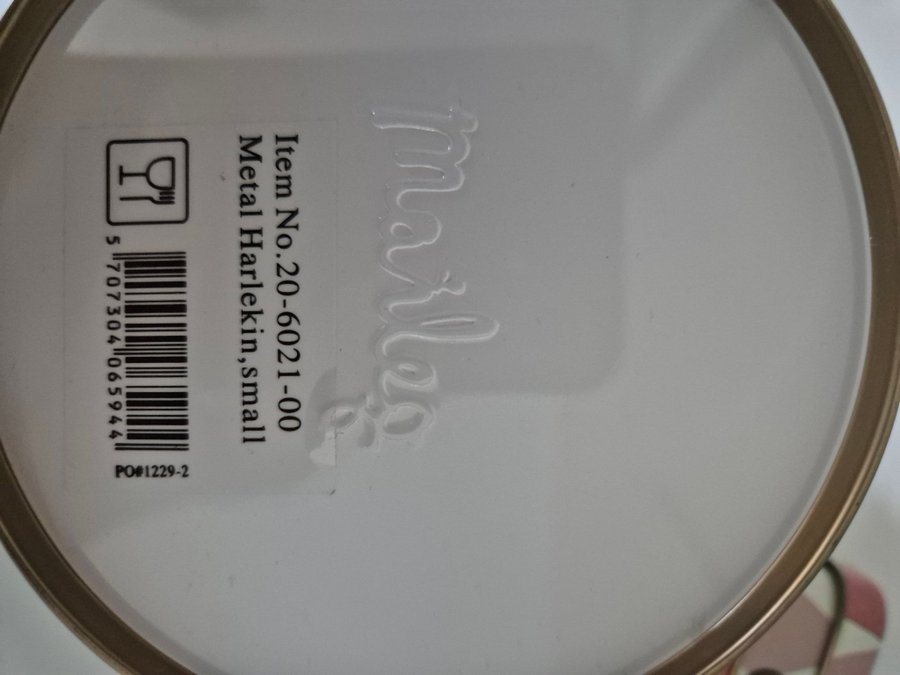 maileg
Item No.20-6021-00
Metal Harlekin,small
5 707304 065944
PO#1229-2